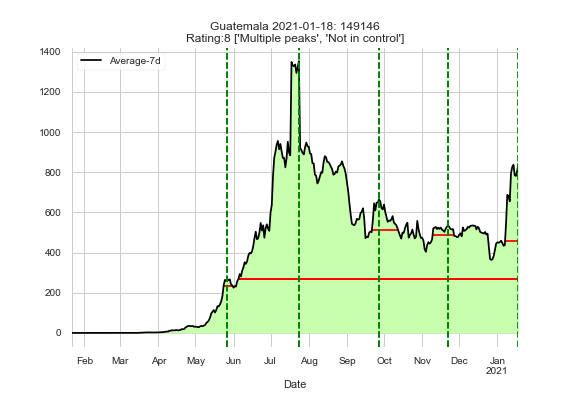 Guatemala 2021-01-18: 149146
Rating:8 ['Multiple peaks', 'Not in control']
1400
Average-7d
1200
1000
800
600
400
200
0
Feb Mar Apr May Jun Jul Aug Sep Oct Nov Dec Jan
2021
Date